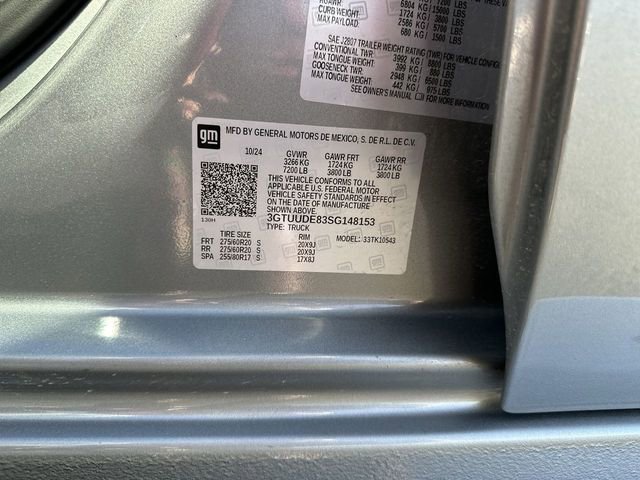 7200 LBS
GCWR 6804 KG/ 15000 LBS
CURB WEIGHT 1724 KG/ 3800 LBS
MAX PAYLOAD: 2586 KG/ 5700 LBS
680 KG/ 1500 LBS
SAE J2807 TRAILER WEIGHT RATING (TWR) FOR VEHICLE CONFIG
CONVENTIONAL TWR: 3992 KG/ 8800 LBS
MAX TONGUE WEIGHT: 399 KG/ 880 LBS
GOOSENECK TWR: 2948 KG/ 6500 LBS
MAX TONGUE WEIGHT: 442 KG/ 975 LBS
SEE OWNER'S MANUAL FOR MORE INFORMATION
gm MFD BY GENERAL MOTORS DE MEXICO, S. DE R.L. DE C.V.
10/24 GVWR GAWR FRT GAWR RR
3266 KG 1724 KG 1724 KG
7200 LB 3800 LB 3800 LB
THIS VEHICLE CONFORMS TO ALL
APPLICABLE U.S. FEDERAL MOTOR
VEHICLE SAFETY STANDARDS IN EFFECT
ON THE DATE OF MANUFACTURE
130H 3GTUUDE83SG148153
TYPE: TRUCK
TIRE SIZE RIM MODEL: 33TK10543
FRT 275/60R20 S 20X9J
RR 275/60R20 S 20X9J
SPA 255/80R17 S 17X8J